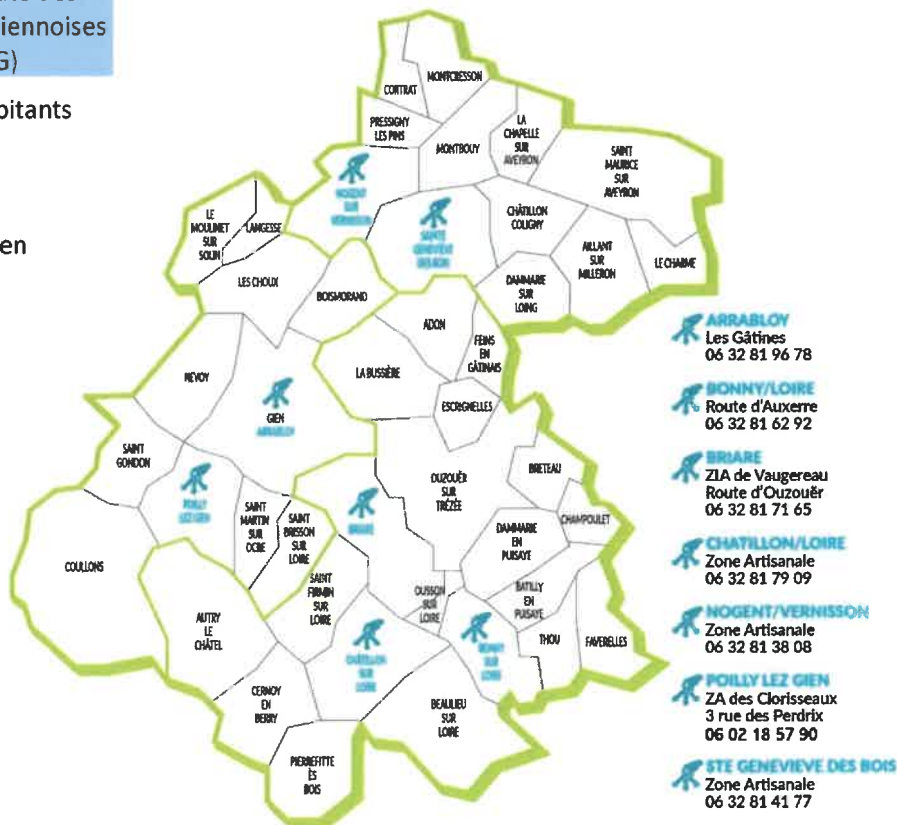 iennoises
G)
bitants
en
CORTRAT
MONTCRESSON
PRESSIGNY
LES PINS
MONTBOUY
LA
CHAPELLE
SUR
AVEYRON
SAINT
MAURICE
SUR
AVEYRON
NOGENT
SUR
VERNISSON
SAINTE
GENEVIEVE
DES BOIS
CHÂTILLON
COLIGNY
AILLANT
SUR
MILLERON
LE CHARME
LE
MOULINET
SUR
SOLIN
LANGESSE
LES CHOUX
BOISMORAND
DAMMARIE
SUR
LOING
ADON
FEINS
EN
GÂTINAIS
LA BUSSIÈRE
ESCRIGNELLES
NEVOY
GIEN
ARRABLOY
SAINT
GONDON
POILLY
LEZ GIEN
SAINT
MARTIN
SUR
OCRE
SAINT
BRISSON
SUR
LOIRE
BRIARE
OUZOUËR
SUR
TRÉZÉE
BRETEAU
CHAMPOULET
DAMMARIE
EN
PUISAYE
COULLONS
SAINT
FIRMIN
SUR
LOIRE
OUSSON
SUR
LOIRE
BATILLY
EN
PUISAYE
AUTRY
LE
CHÂTEL
CHÂTILLON
SUR
LOIRE
BONNY
SUR
LOIRE
THOU
FAVERELLES
CERNOY
EN
BERRY
BEAULIEU
SUR
LOIRE
PIERREFITTE
ÈS
BOIS
ARRABLOY
Les Gâtines
06 32 81 96 78
BONNY/LOIRE
Route d'Auxerre
06 32 81 62 92
BRIARE
ZIA de Vaugereau
Route d'Ouzouër
06 32 81 71 65
CHATILLON/LOIRE
Zone Artisanale
06 32 81 79 09
NOGENT/VERNISSON
Zone Artisanale
06 32 81 38 08
POILLY LEZ GIEN
ZA des Clorisseaux
3 rue des Perdrix
06 02 18 57 90
STE GENEVIEVE DES BOIS
Zone Artisanale
06 32 81 41 77